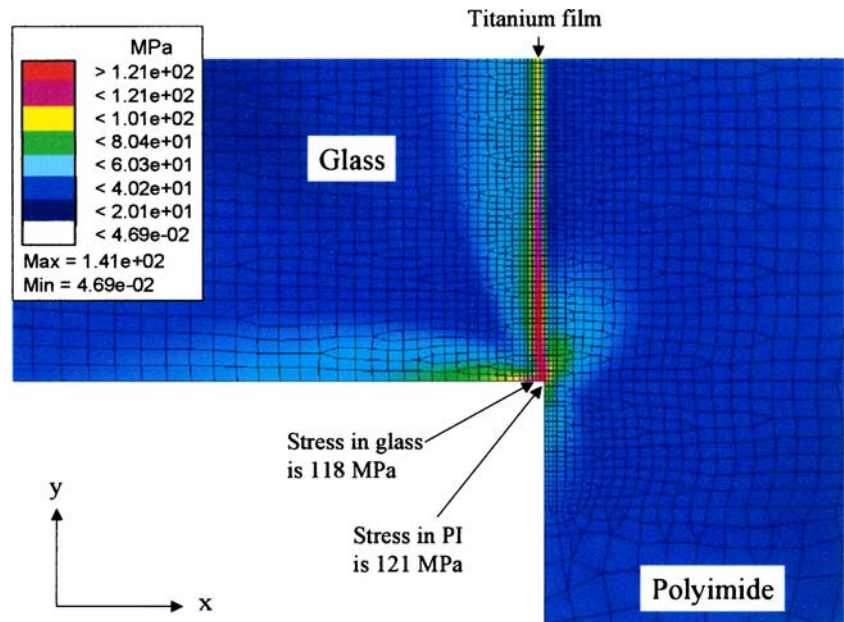 Titanium film
MPa
> 1.21e+02
< 1.21e+02
< 1.01e+02
< 8.04e+01
< 6.03e+01
< 4.02e+01
< 2.01e+01
< 4.69e-02
Max = 1.41e+02
Min = 4.69e-02
Glass
Stress in glass
is 118 MPa
Stress in PI
is 121 MPa
y
x
Polyimide